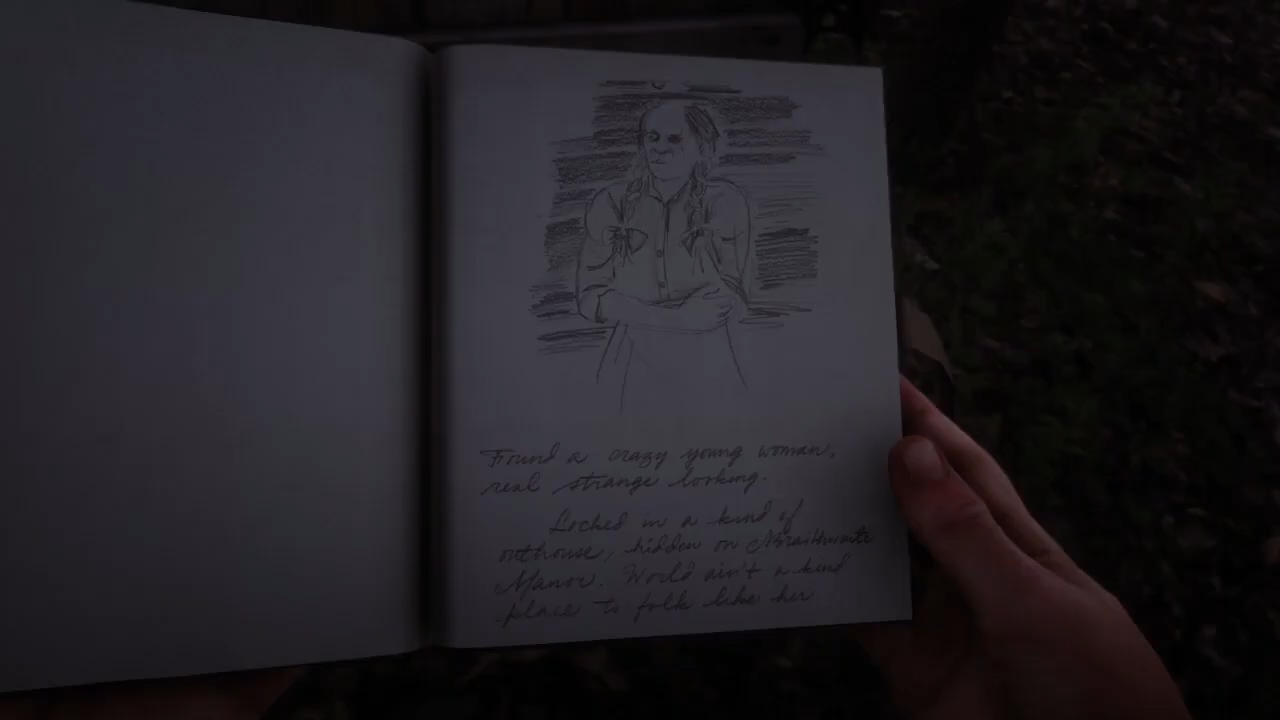 Found a crazy young woman,
real strange looking.
Locked in a kind of
outhouse, hidden on Braithwaite
Manor. World ain't a kind
place to folk like her